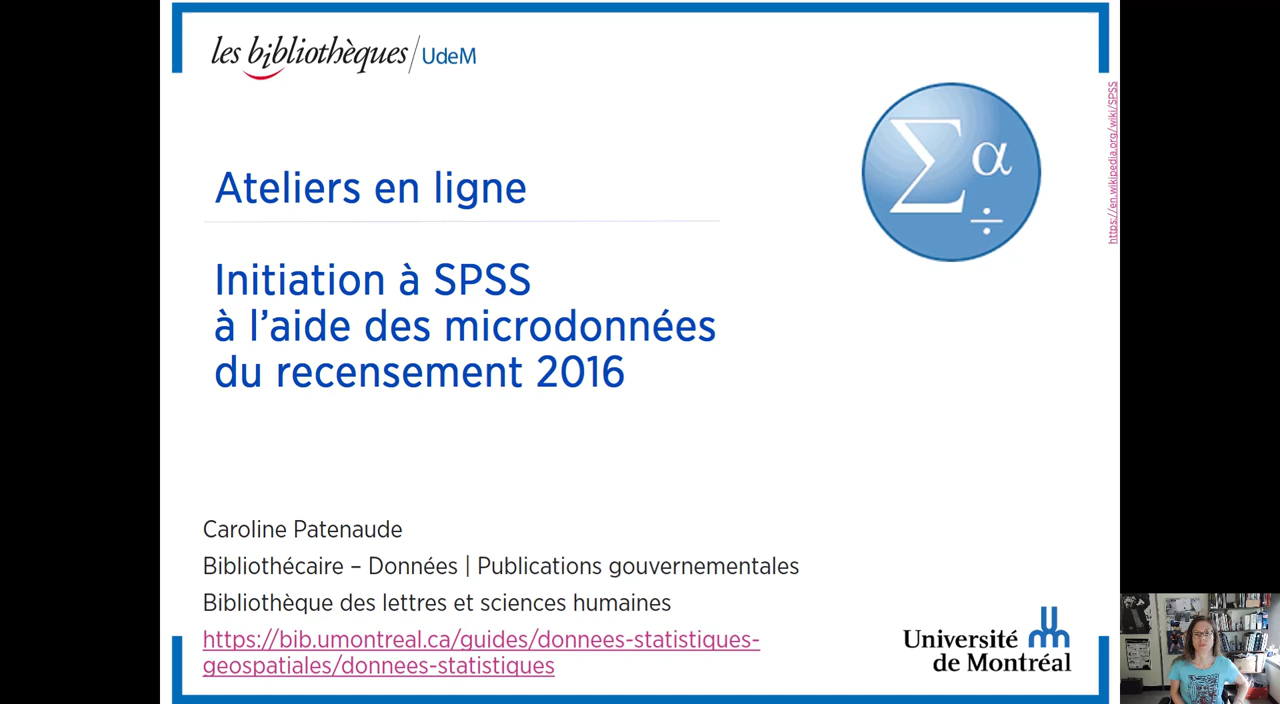 les bibliothèques/UdeM
Ateliers en ligne
Initiation à SPSS
à l'aide des microdonnées
du recensement 2016
Σ α
÷
https://en.wikipedia.org/wiki/SPSS
Caroline Patenaude
Bibliothécaire – Données | Publications gouvernementales
Bibliothèque des lettres et sciences humaines
https://bib.umontreal.ca/guides/donnees-statistiques-
geospatiales/donnees-statistiques
Université
de Montréal